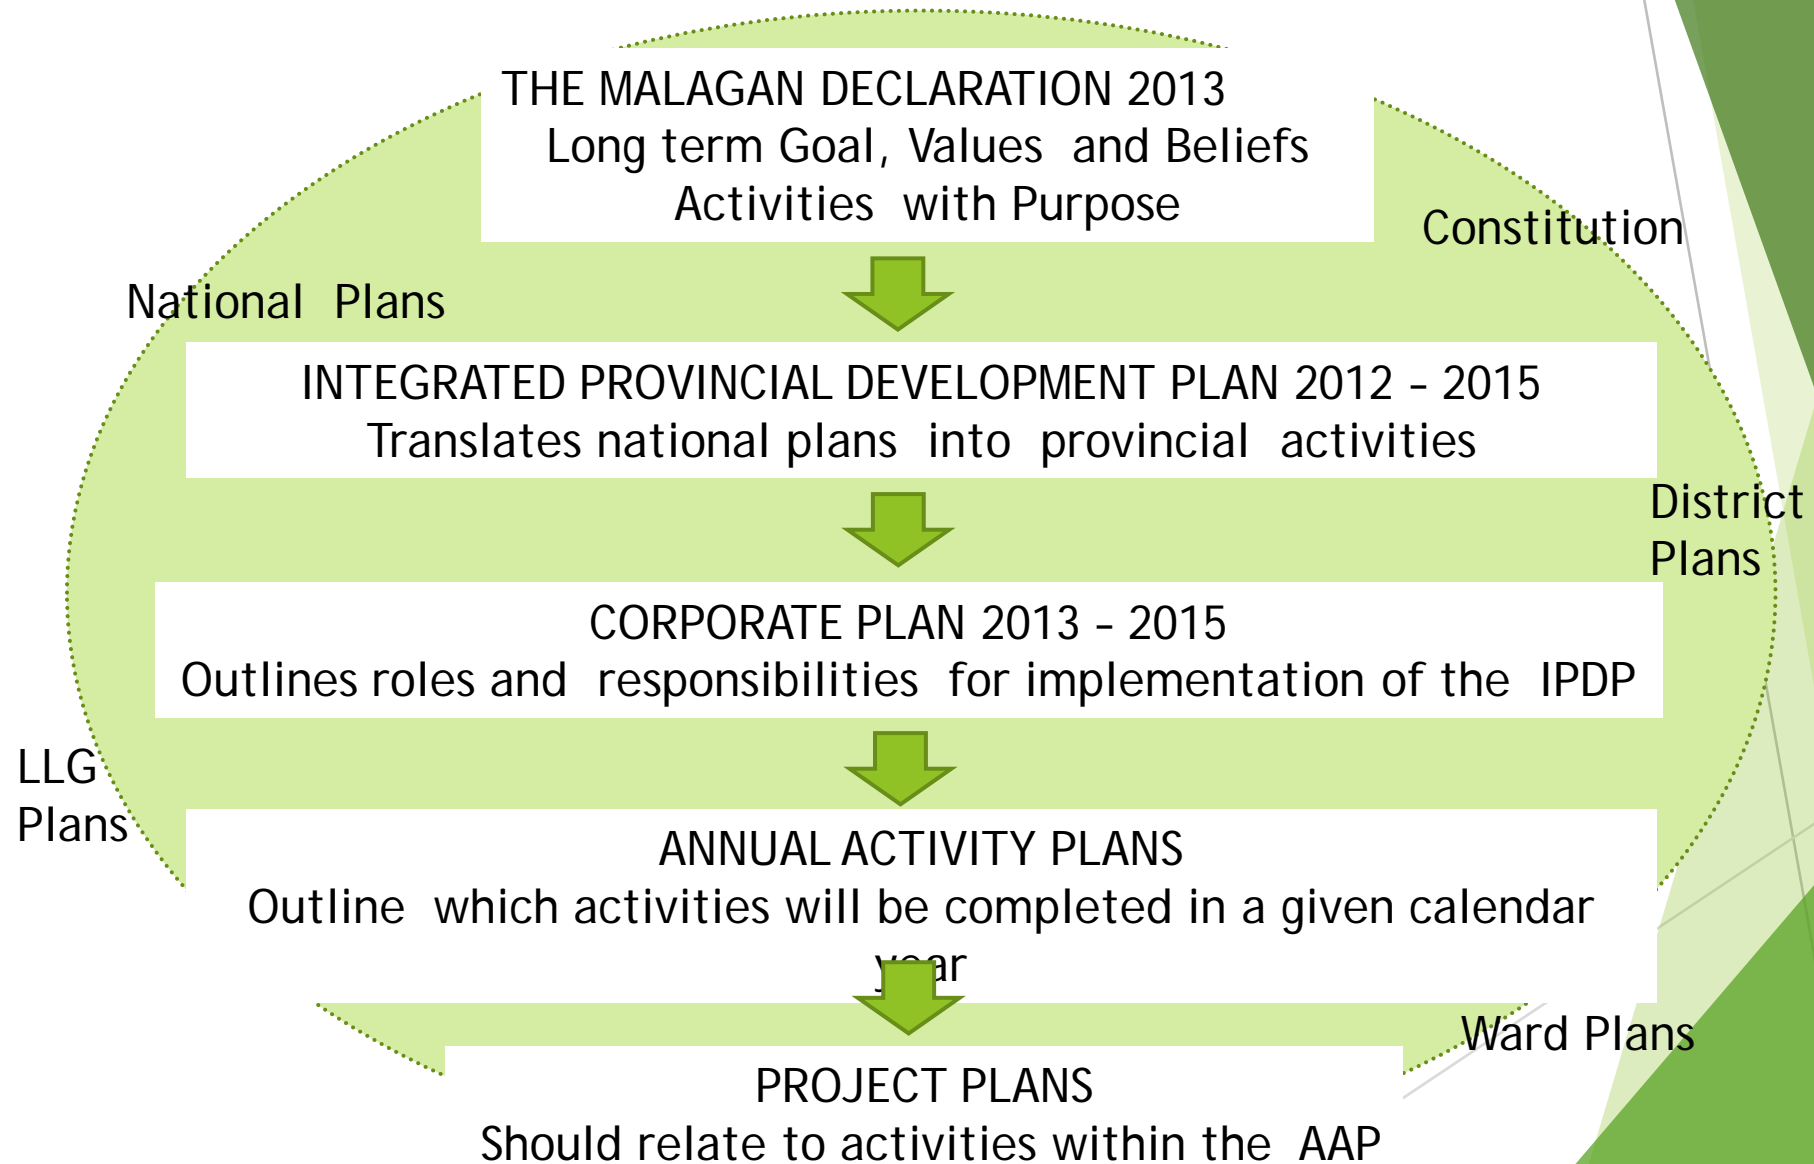 THE MALAGAN DECLARATION 2013
Long term Goal, Values and Beliefs
Activities with Purpose
Constitution
National Plans
INTEGRATED PROVINCIAL DEVELOPMENT PLAN 2012 – 2015
Translates national plans into provincial activities
District
Plans
CORPORATE PLAN 2013 – 2015
Outlines roles and responsibilities for implementation of the IPDP
LLG
Plans
ANNUAL ACTIVITY PLANS
Outline which activities will be completed in a given calendar
year
Ward Plans
PROJECT PLANS
Should relate to activities within the AAP